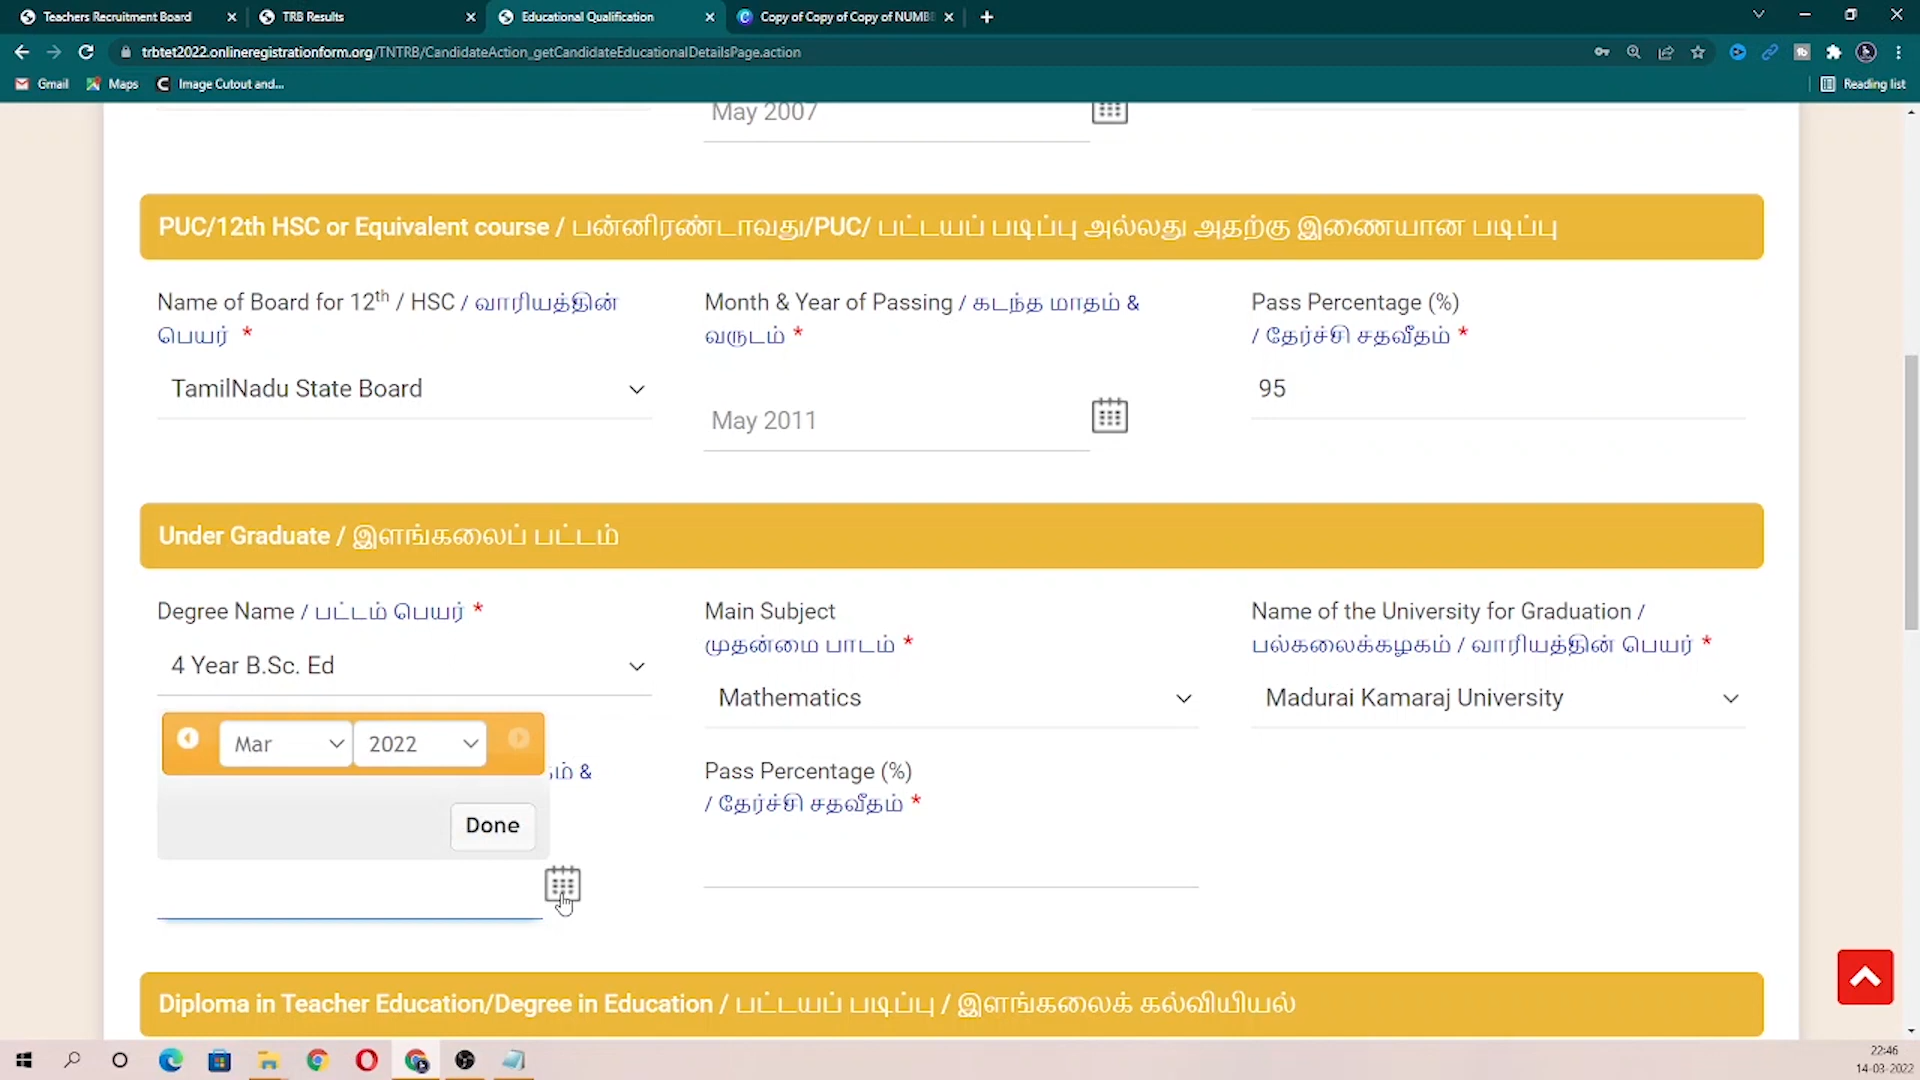 Teachers Recruitment Board
TRB Results
Educational Qualification
Copy of Copy of Copy of NUMB
trbtet2022.onlineregistrationform.org/TNTRB/CandidateAction_getCandidateEducationalDetailsPage.action
Gmail
Maps
Image Cutout and...
Reading list
May 2007
PUC/12th HSC or Equivalent course / பன்னிரண்டாவது/PUC/ பட்டயப் படிப்பு அல்லது அதற்கு இணையான படிப்பு
Name of Board for 12th / HSC / வாரியத்தின்
பெயர் *
TamilNadu State Board
Month & Year of Passing / கடந்த மாதம் &
வருடம் *
May 2011
Pass Percentage (%)
/ தேர்ச்சி சதவீதம் *
95
Under Graduate / இளங்கலைப் பட்டம்
Degree Name / பட்டம் பெயர் *
4 Year B.Sc. Ed
Main Subject
முதன்மை பாடம் *
Mathematics
Name of the University for Graduation /
பல்கலைக்கழகம் / வாரியத்தின் பெயர் *
Madurai Kamaraj University
Mar
2022
&
Done
Pass Percentage (%)
/ தேர்ச்சி சதவீதம் *
Diploma in Teacher Education/Degree in Education / பட்டயப் படிப்பு / இளங்கலைக் கல்வியியல்
22:46
14-03-2022